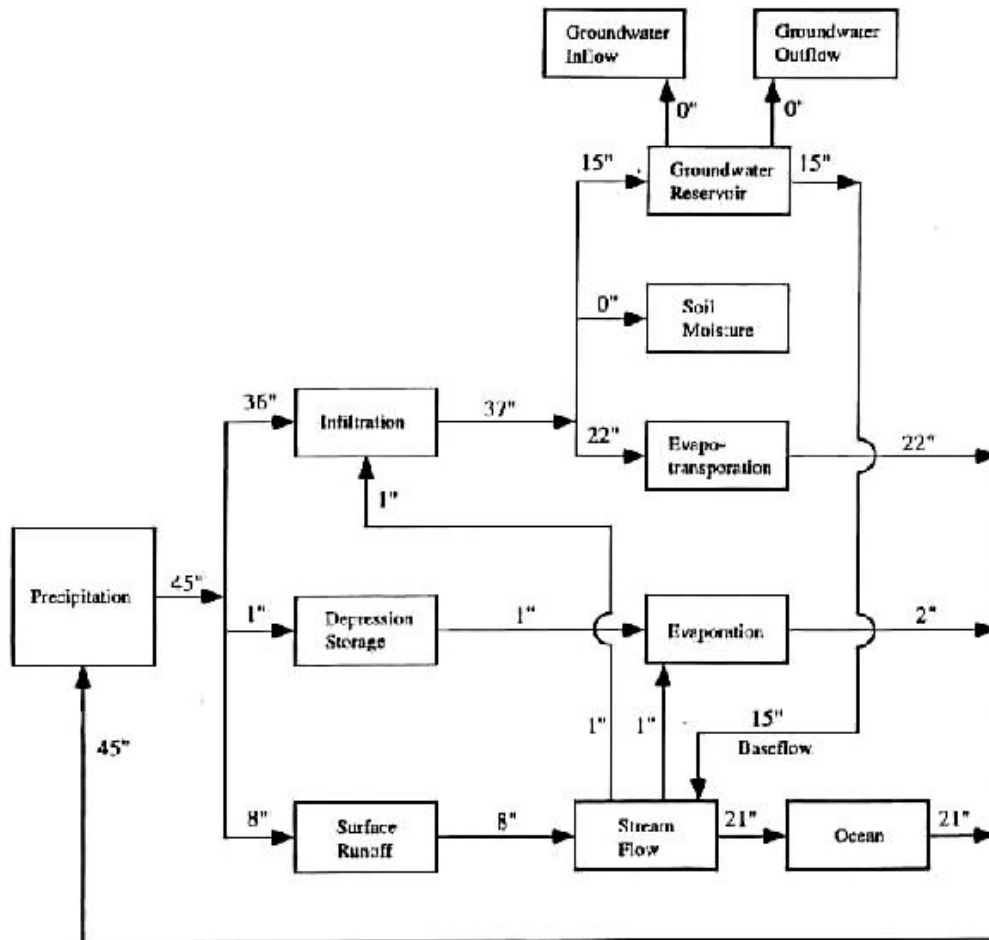 Groundwater
Inflow
Groundwater
Outflow
0"
0"
15"
Groundwater
Reservoir
15"
0"
Soil
Moisture
36"
Infiltration
37"
22"
Evapo-
transporation
22"
1"
Precipitation
45"
1"
Depression
Storage
1"
Evaporation
2"
45"
1"
1"
15"
Baseflow
8"
Surface
Runoff
8"
Stream
Flow
21"
Ocean
21"